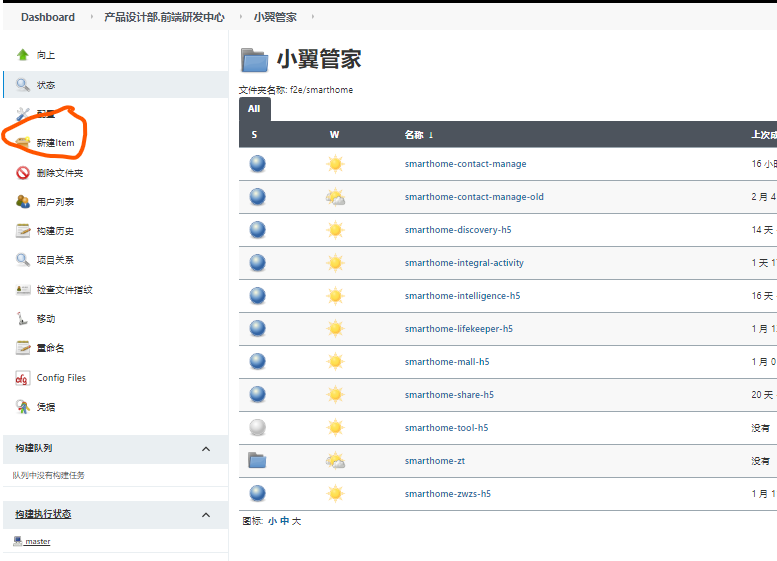 Dashboard 产品设计部.前端研发中心 小翼管家
向上
状态
配置
新建Item
删除文件夹
用户列表
构建历史
项目关系
检查文件指纹
移动
重命名
Config Files
凭据
构建队列
队列中没有构建任务
构建执行状态
master
小翼管家
文件夹名称: f2e/smarthome
All
S W 名称 ↓ 上次成
smarthome-contact-manage 16 小时
smarthome-contact-manage-old 2 月 4
smarthome-discovery-h5 14 天
smarthome-integral-activity 1 天 1
smarthome-intelligence-h5 16 天
smarthome-lifekeeper-h5 1 月 1
smarthome-mall-h5 1 月 0
smarthome-share-h5 20 天
smarthome-tool-h5 没有
smarthome-zt 没有
smarthome-zwzs-h5 1 月 1
图标: 小 中 大